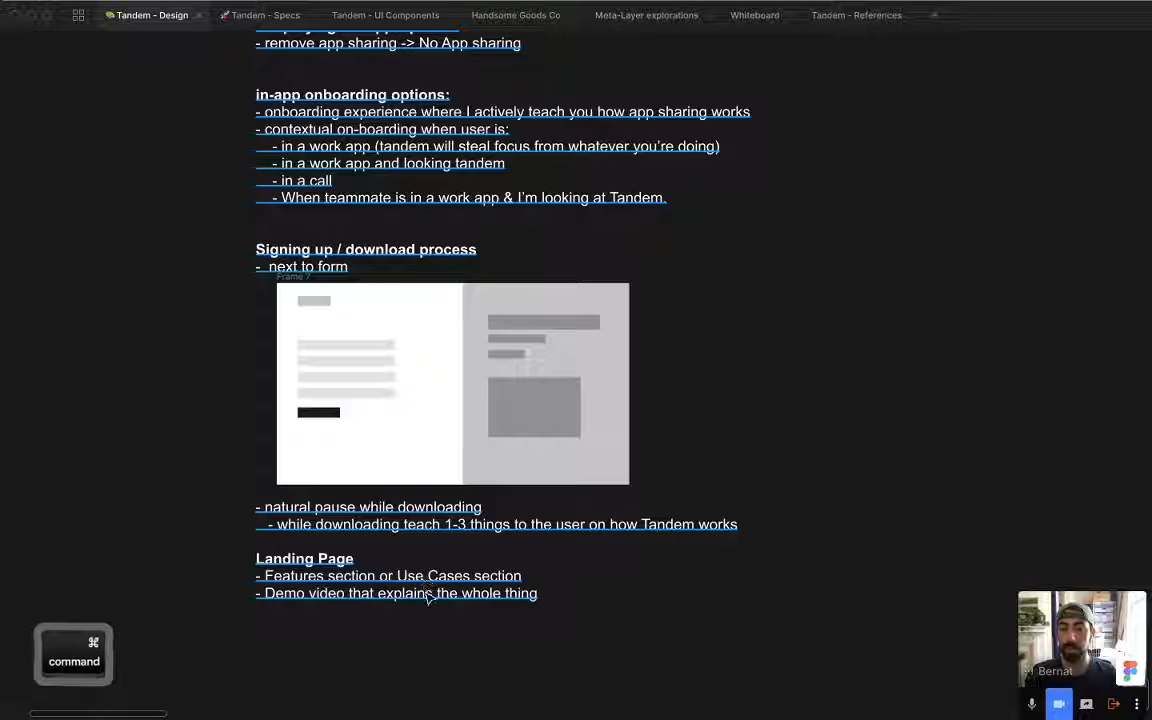 Tandem - Design
Tandem - Specs
Tandem - UI Components
Handsome Goods Co
Meta-Layer explorations
Whiteboard
Tandem - References
- remove app sharing -> No App sharing
in-app onboarding options:
- onboarding experience where I actively teach you how app sharing works
- contextual on-boarding when user is:
- in a work app (tandem will steal focus from whatever you're doing)
- in a work app and looking tandem
- in a call
- When teammate is in a work app & I'm looking at Tandem.
Signing up / download process
- next to form
Frame 7
- natural pause while downloading
- while downloading teach 1-3 things to the user on how Tandem works
Landing Page
- Features section or Use Cases section
- Demo video that explains the whole thing
⌘
command
Bernat